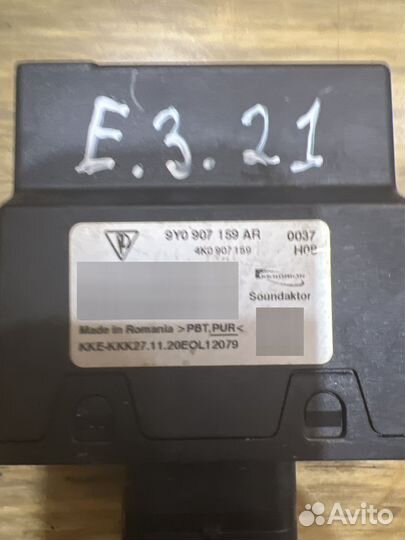 E.3.21
9Y0 907 159 AR 0037
4K0 907 159 H08
Soundaktor
Made in Romania >PBT,PUR<
KKE-KKK27.11.20EOL12079
Avito